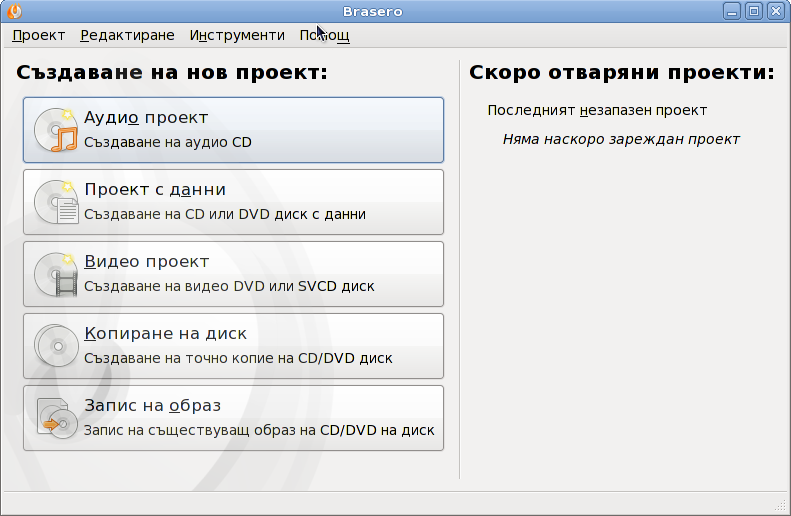 Brasero
Проект Редактиране Инструменти Помощ
Създаване на нов проект:
Аудио проект
Създаване на аудио CD
Проект с данни
Създаване на CD или DVD диск с данни
Видео проект
Създаване на видео DVD или SVCD диск
Копиране на диск
Създаване на точно копие на CD/DVD диск
Запис на образ
Запис на съществуващ образ на CD/DVD на диск
Скоро отваряни проекти:
Последният незапазен проект
Няма наскоро зареждан проект